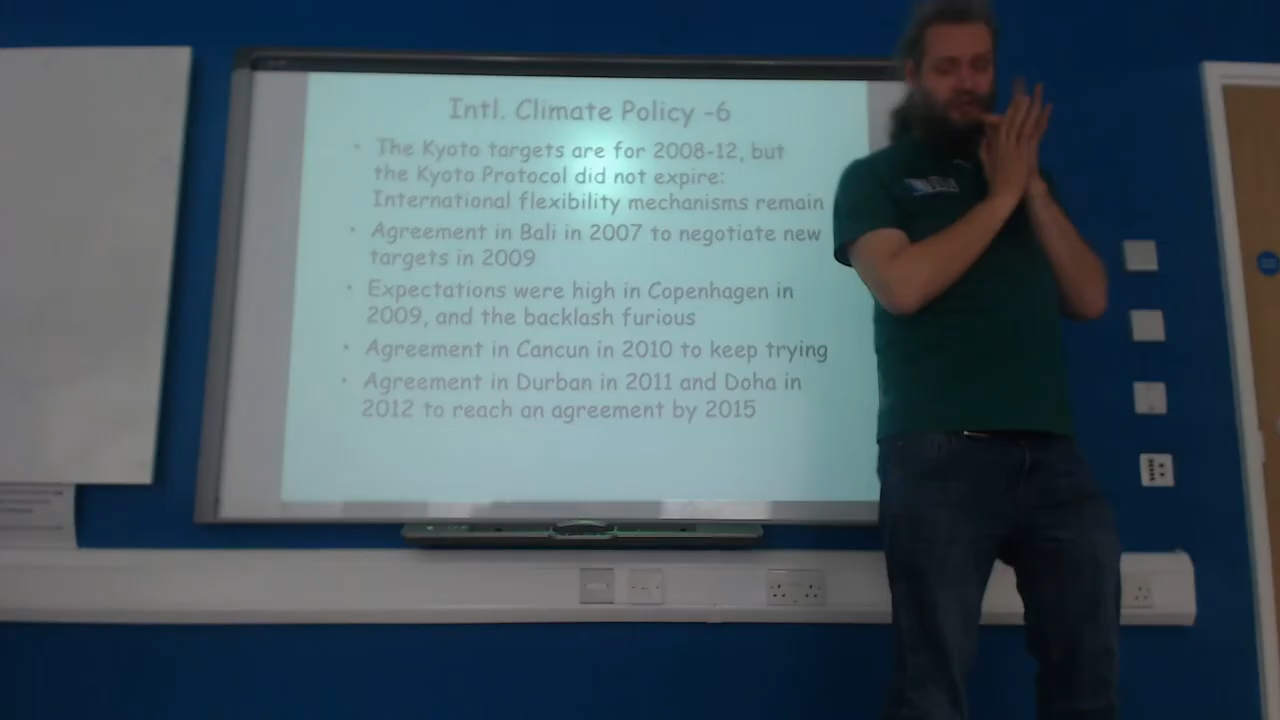 Intl. Climate Policy -6
• The Kyoto targets are for 2008-12, but
the Kyoto Protocol did not expire:
International flexibility mechanisms remain
• Agreement in Bali in 2007 to negotiate new
targets in 2009
• Expectations were high in Copenhagen in
2009, and the backlash furious
• Agreement in Cancun in 2010 to keep trying
• Agreement in Durban in 2011 and Doha in
2012 to reach an agreement by 2015